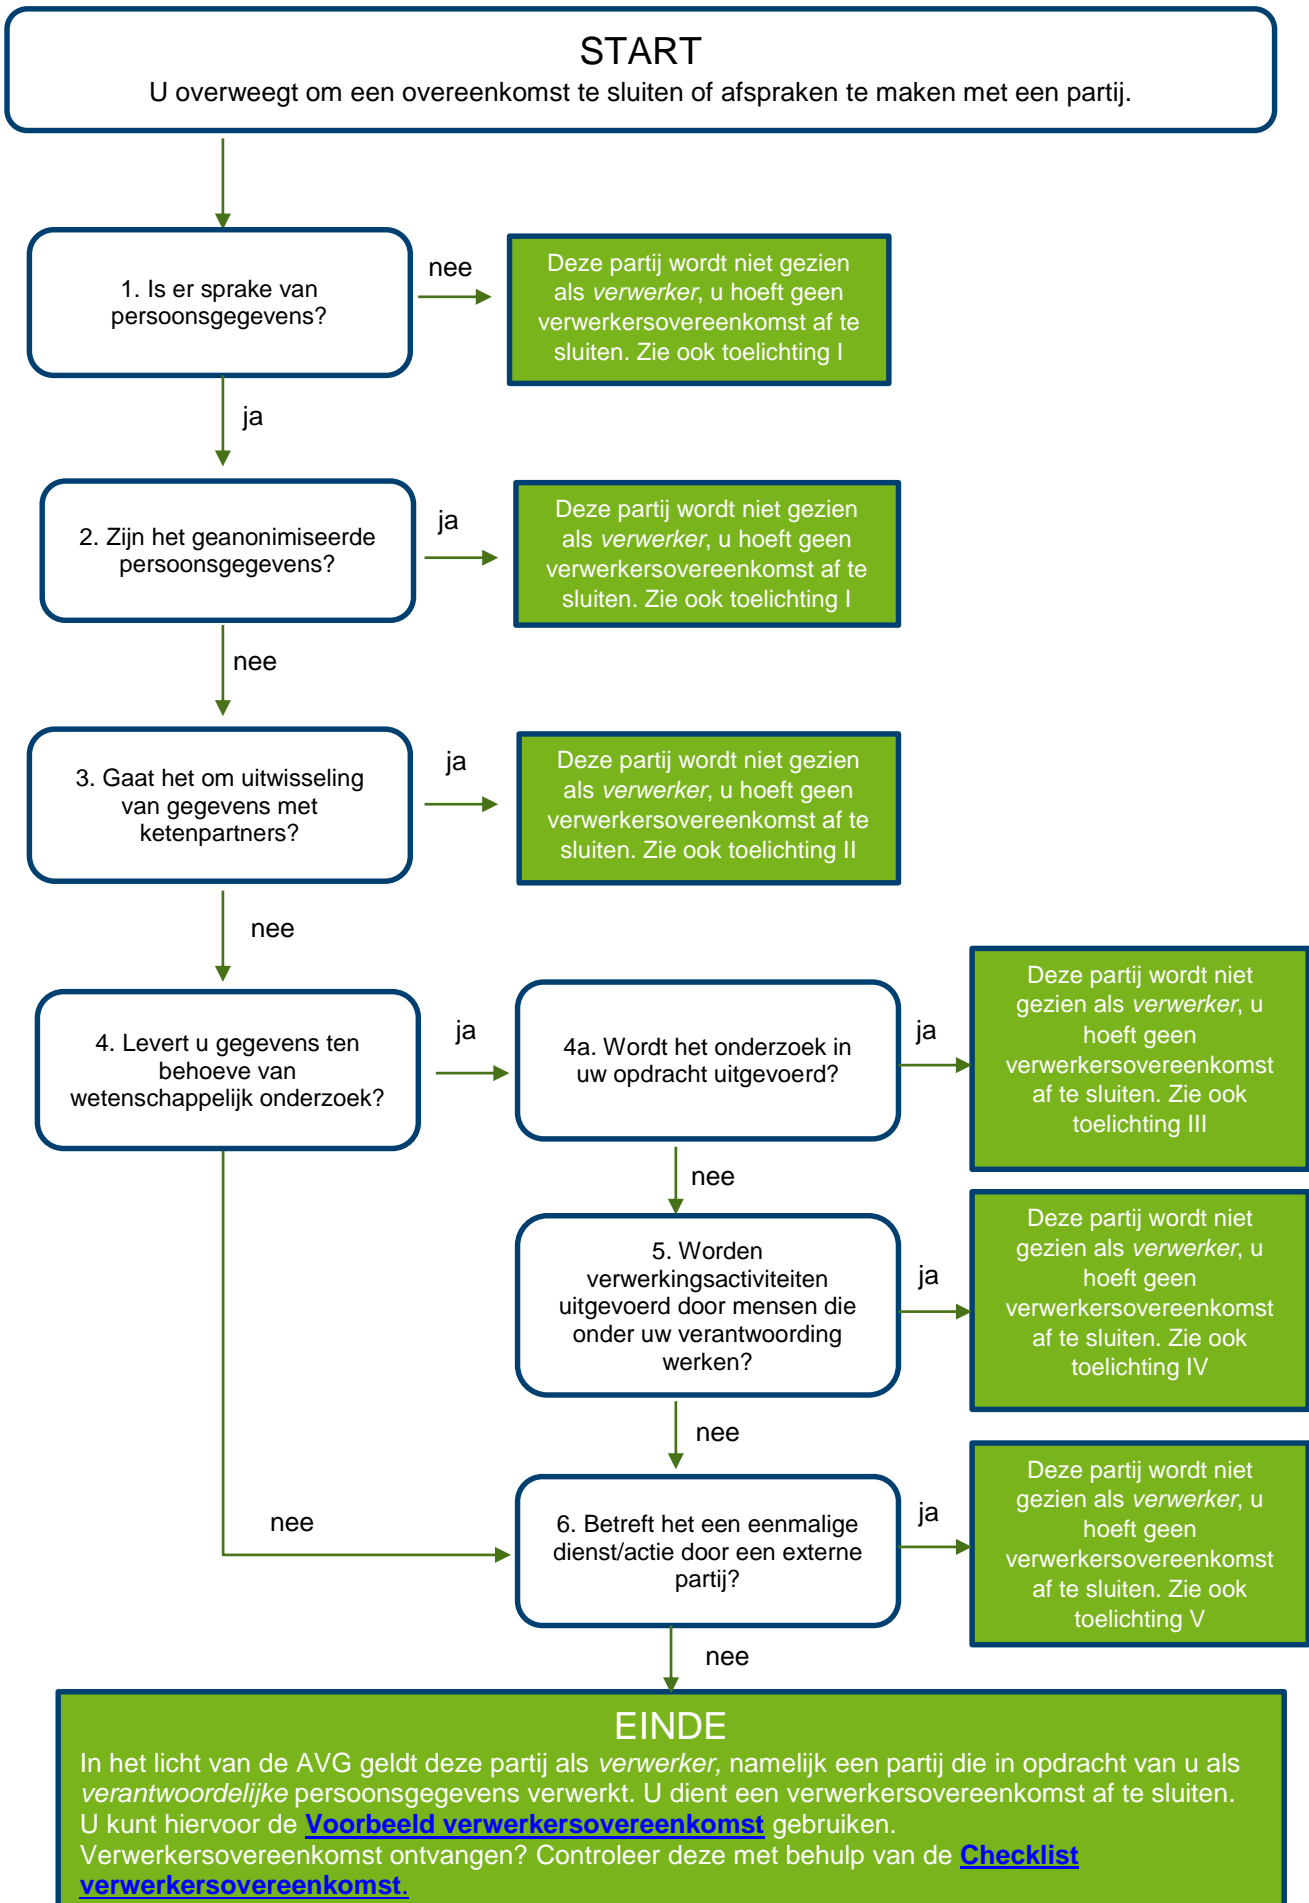 START
U overweegt om een overeenkomst te sluiten of afspraken te maken met een partij.
1. Is er sprake van
persoonsgegevens?
nee
Deze partij wordt niet gezien
als verwerker, u hoeft geen
verwerkersovereenkomst af te
sluiten. Zie ook toelichting I
ja
2. Zijn het geanonimiseerde
persoonsgegevens?
ja
Deze partij wordt niet gezien
als verwerker, u hoeft geen
verwerkersovereenkomst af te
sluiten. Zie ook toelichting I
nee
3. Gaat het om uitwisseling
van gegevens met
ketenpartners?
ja
Deze partij wordt niet gezien
als verwerker, u hoeft geen
verwerkersovereenkomst af te
sluiten. Zie ook toelichting II
nee
4. Levert u gegevens ten
behoeve van
wetenschappelijk onderzoek?
ja
4a. Wordt het onderzoek in
uw opdracht uitgevoerd?
ja
Deze partij wordt niet
gezien als verwerker, u
hoeft geen
verwerkersovereenkomst
af te sluiten. Zie ook
toelichting III
nee
5. Worden
verwerkingsactiviteiten
uitgevoerd door mensen die
onder uw verantwoording
werken?
ja
Deze partij wordt niet
gezien als verwerker, u
hoeft geen
verwerkersovereenkomst
af te sluiten. Zie ook
toelichting IV
nee
nee
6. Betreft het een eenmalige
dienst/actie door een externe
partij?
ja
Deze partij wordt niet
gezien als verwerker, u
hoeft geen
verwerkersovereenkomst
af te sluiten. Zie ook
toelichting V
nee
EINDE
In het licht van de AVG geldt deze partij als verwerker, namelijk een partij die in opdracht van u als
verantwoordelijke persoonsgegevens verwerkt. U dient een verwerkersovereenkomst af te sluiten.
U kunt hiervoor de Voorbeeld verwerkersovereenkomst gebruiken.
Verwerkersovereenkomst ontvangen? Controleer deze met behulp van de Checklist
verwerkersovereenkomst.